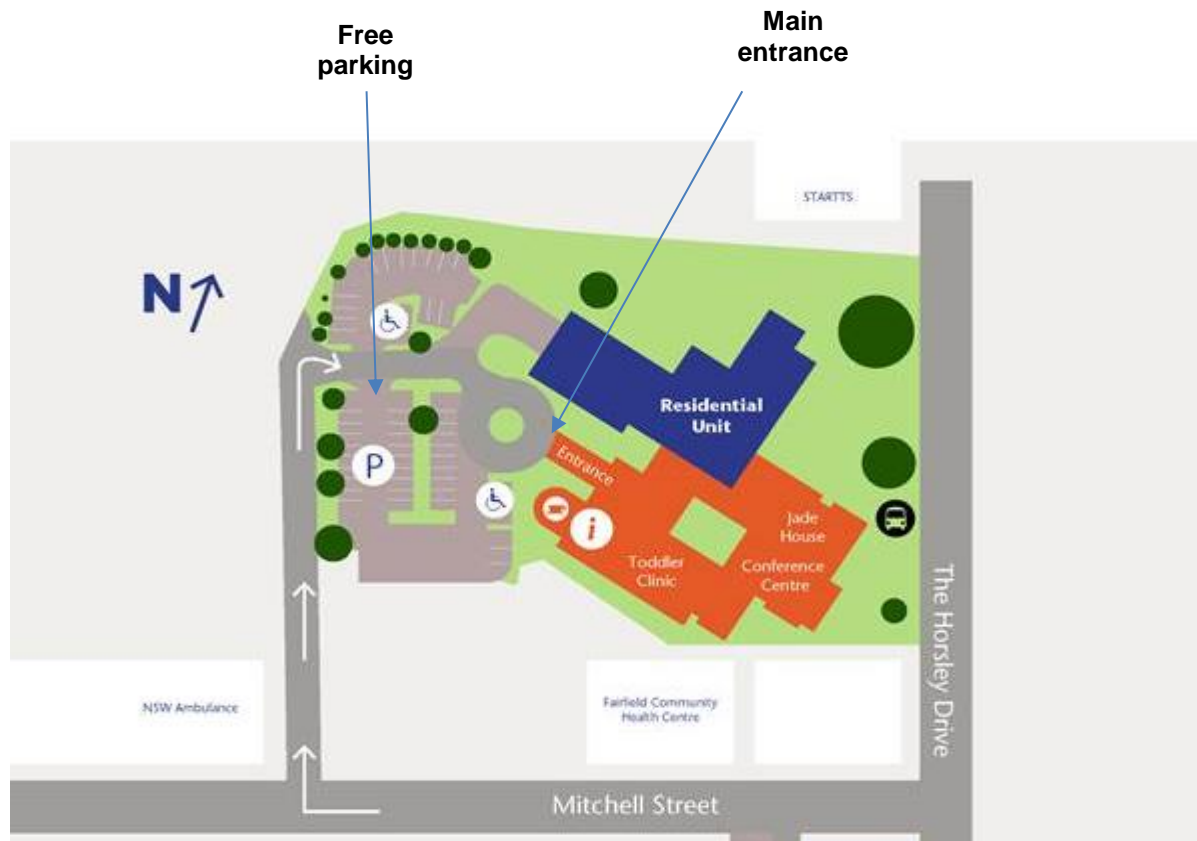 Free
parking
Main
entrance
STARTTS
N
Residential
Unit
Entrance
P
i
Jade
House
Toddler
Clinic
Conference
Centre
The Horsley Drive
NSW Ambulance
Fairfield Community
Health Centre
Mitchell Street